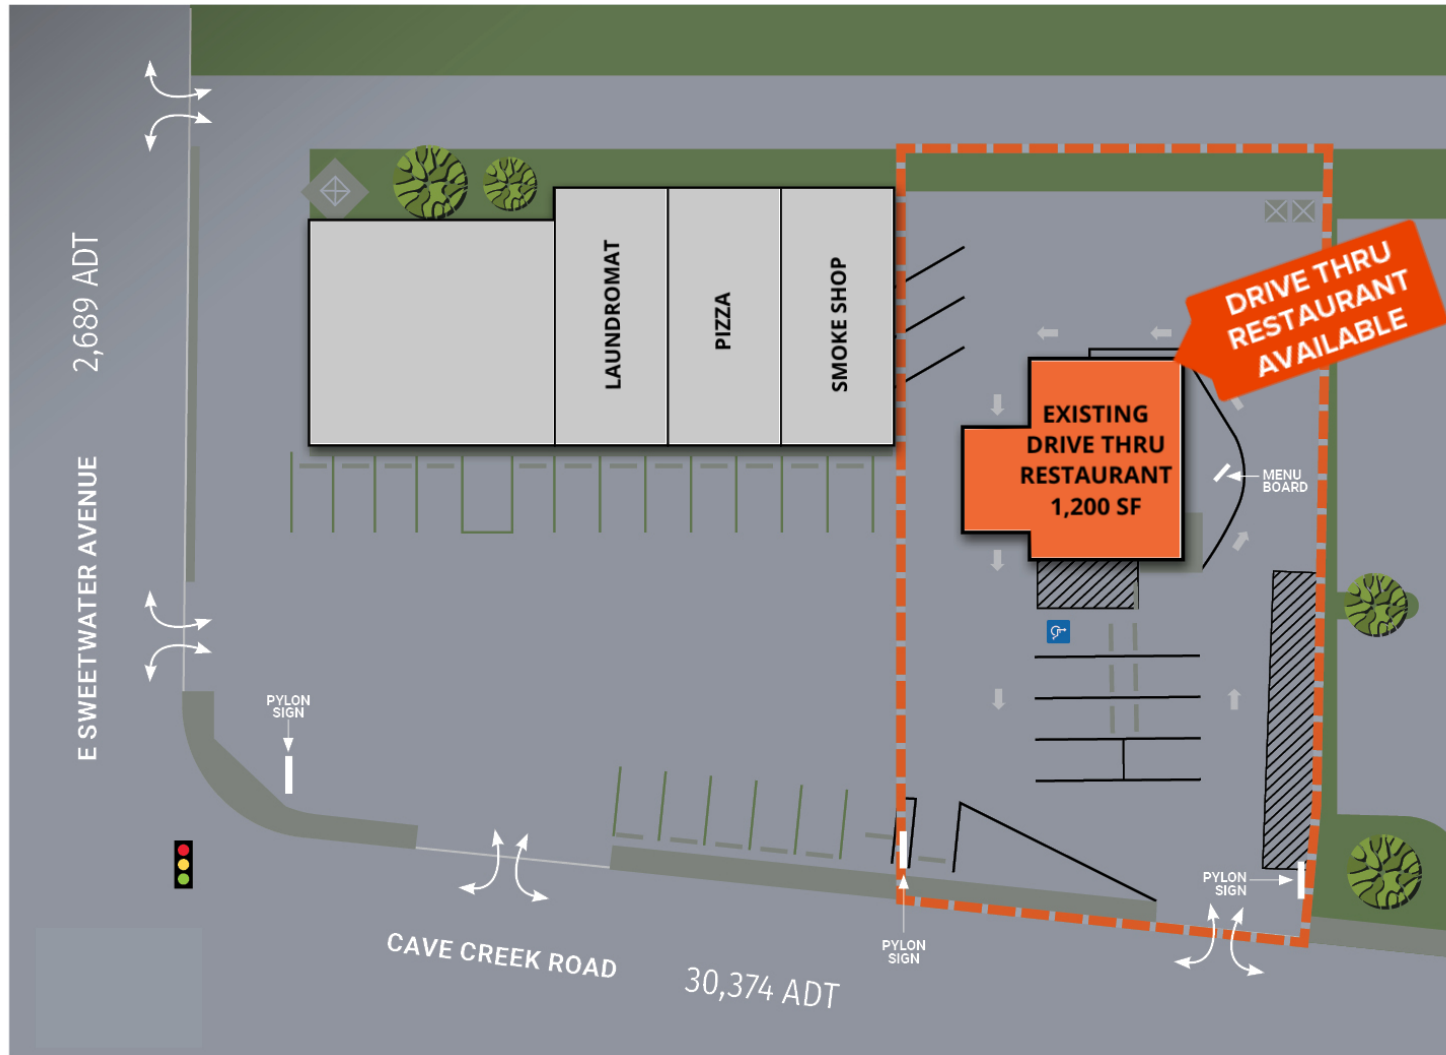 2,689 ADT
E SWEETWATER AVENUE
LAUNDROMAT
PIZZA
SMOKE SHOP
DRIVE THRU
RESTAURANT
AVAILABLE
EXISTING
DRIVE THRU
RESTAURANT
1,200 SF
MENU
BOARD
PYLON
SIGN
PYLON
SIGN
PYLON
SIGN
CAVE CREEK ROAD
30,374 ADT